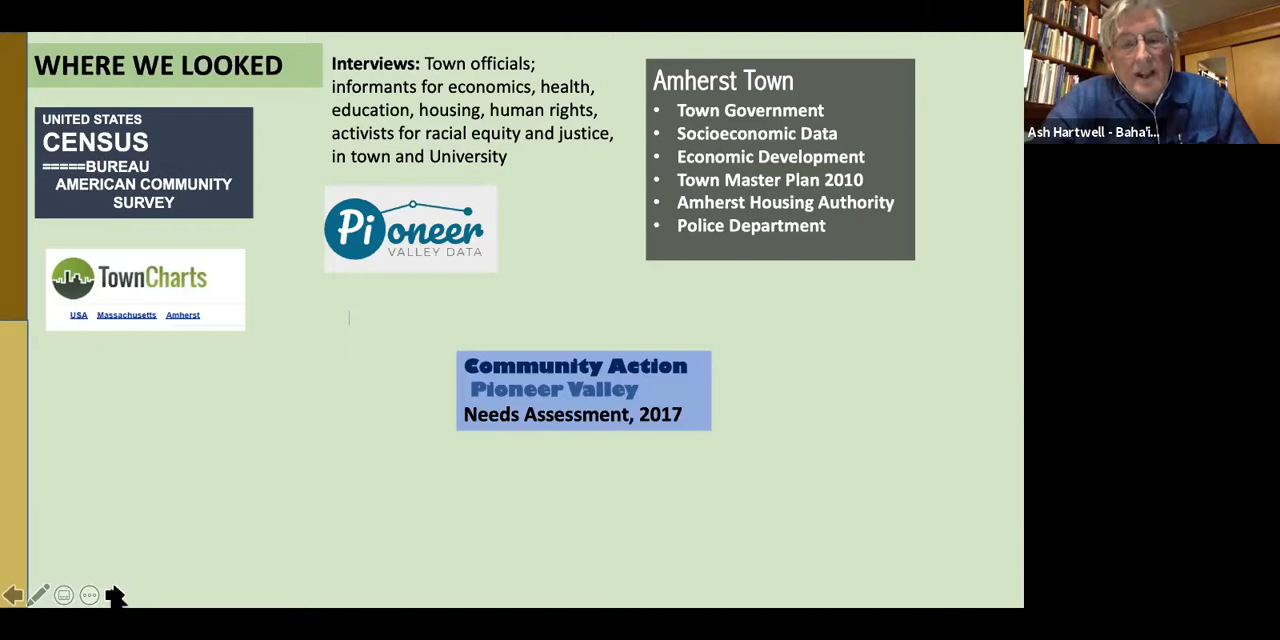 WHERE WE LOOKED
UNITED STATES
CENSUS
=====BUREAU
AMERICAN COMMUNITY
SURVEY
TownCharts
USA Massachusetts Amherst
Interviews: Town officials;
informants for economics, health,
education, housing, human rights,
activists for racial equity and justice,
in town and University
Pioneer
VALLEY DATA
Amherst Town
• Town Government
• Socioeconomic Data
• Economic Development
• Town Master Plan 2010
• Amherst Housing Authority
• Police Department
Community Action
Pioneer Valley
Needs Assessment, 2017
Ash Hartwell - Baha'i...